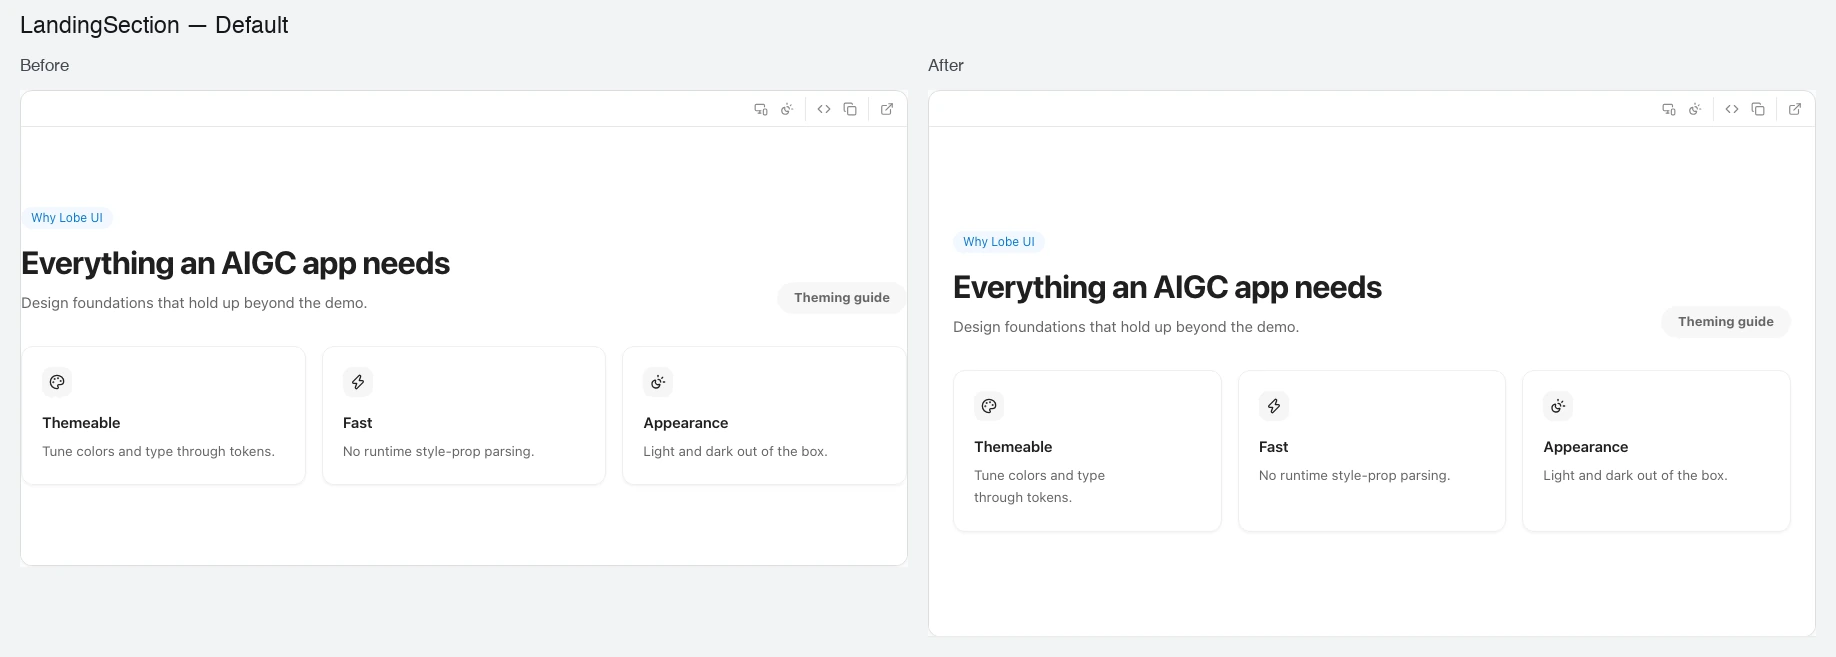 LandingSection — Default
Before
Why Lobe UI
Everything an AIGC app needs
Design foundations that hold up beyond the demo.
Theming guide
Themeable
Tune colors and type through tokens.
Fast
No runtime style-prop parsing.
Appearance
Light and dark out of the box.
After
Why Lobe UI
Everything an AIGC app needs
Design foundations that hold up beyond the demo.
Theming guide
Themeable
Tune colors and type
through tokens.
Fast
No runtime style-prop parsing.
Appearance
Light and dark out of the box.